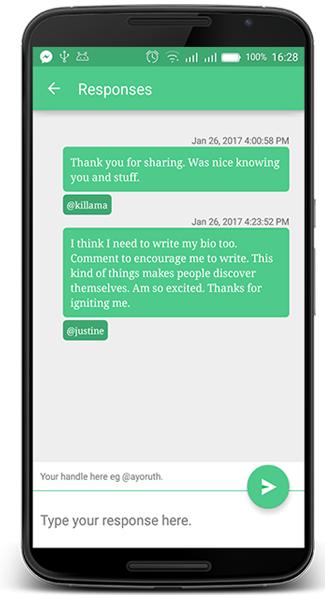 100% 16:28
Responses
Jan 26, 2017 4:00:58 PM
Thank you for sharing. Was nice knowing
you and stuff.
@killama
Jan 26, 2017 4:23:52 PM
I think I need to write my bio too.
Comment to encourage me to write. This
kind of things makes people discover
themselves. Am so excited. Thanks for
igniting me.
@justine
Your handle here eg @ayoruth.
Type your response here.